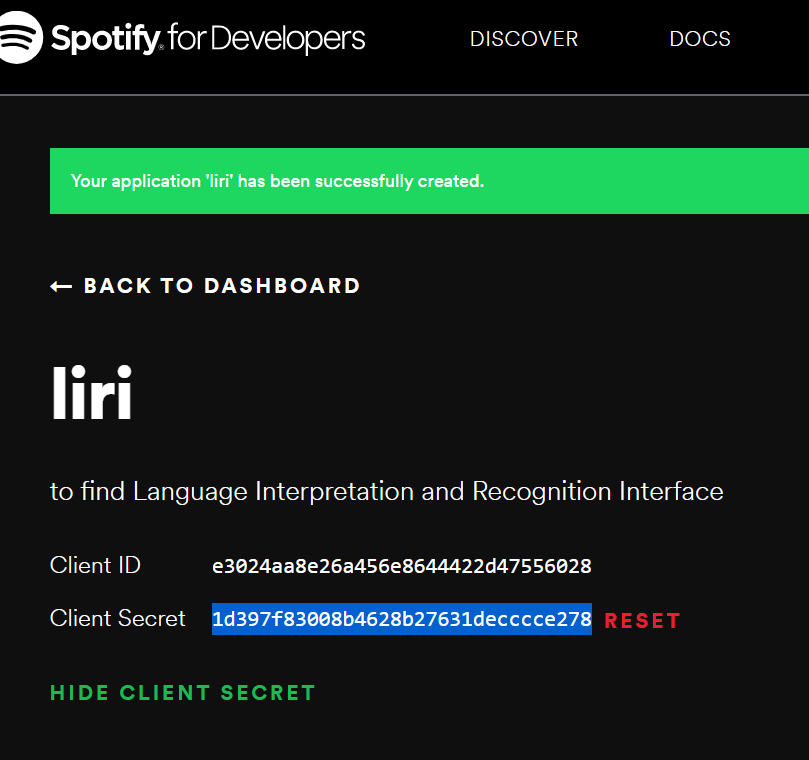 Spotify® for Developers DISCOVER DOCS
Your application 'liri' has been successfully created.
← BACK TO DASHBOARD
liri
to find Language Interpretation and Recognition Interface
Client ID e3024aa8e26a456e8644422d47556028
Client Secret 1d397f83008b4628b27631decccce278 RESET
HIDE CLIENT SECRET